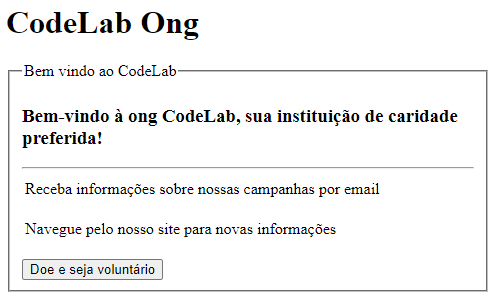 CodeLab Ong
Bem vindo ao CodeLab
Bem-vindo à ong CodeLab, sua instituição de caridade
preferida!
Receba informações sobre nossas campanhas por email
Navegue pelo nosso site para novas informações
Doe e seja voluntário